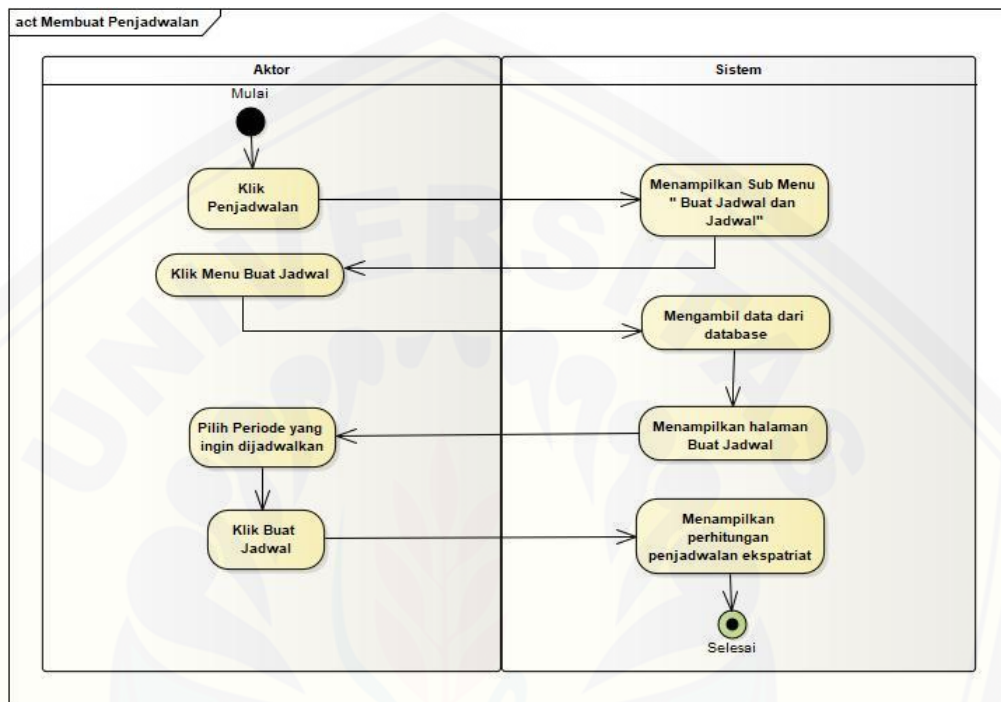 act Membuat Penjadwalan
Aktor
Sistem
Mulai
Klik
Penjadwalan
Menampilkan Sub Menu
" Buat Jadwal dan
Jadwal"
Klik Menu Buat Jadwal
Mengambil data dari
database
Pilih Periode yang
ingin dijadwalkan
Menampilkan halaman
Buat Jadwal
Klik Buat
Jadwal
Menampilkan
perhitungan
penjadwalan ekspatriat
Selesai
UNIVERSITAS